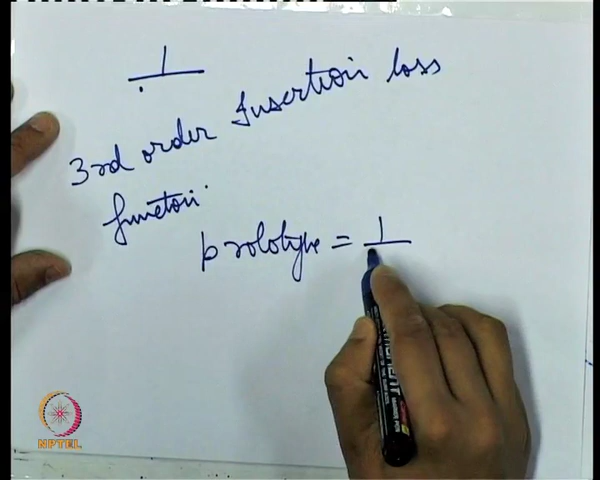 1
3rd order Insertion loss
function.
prototype = 1
NPTEL